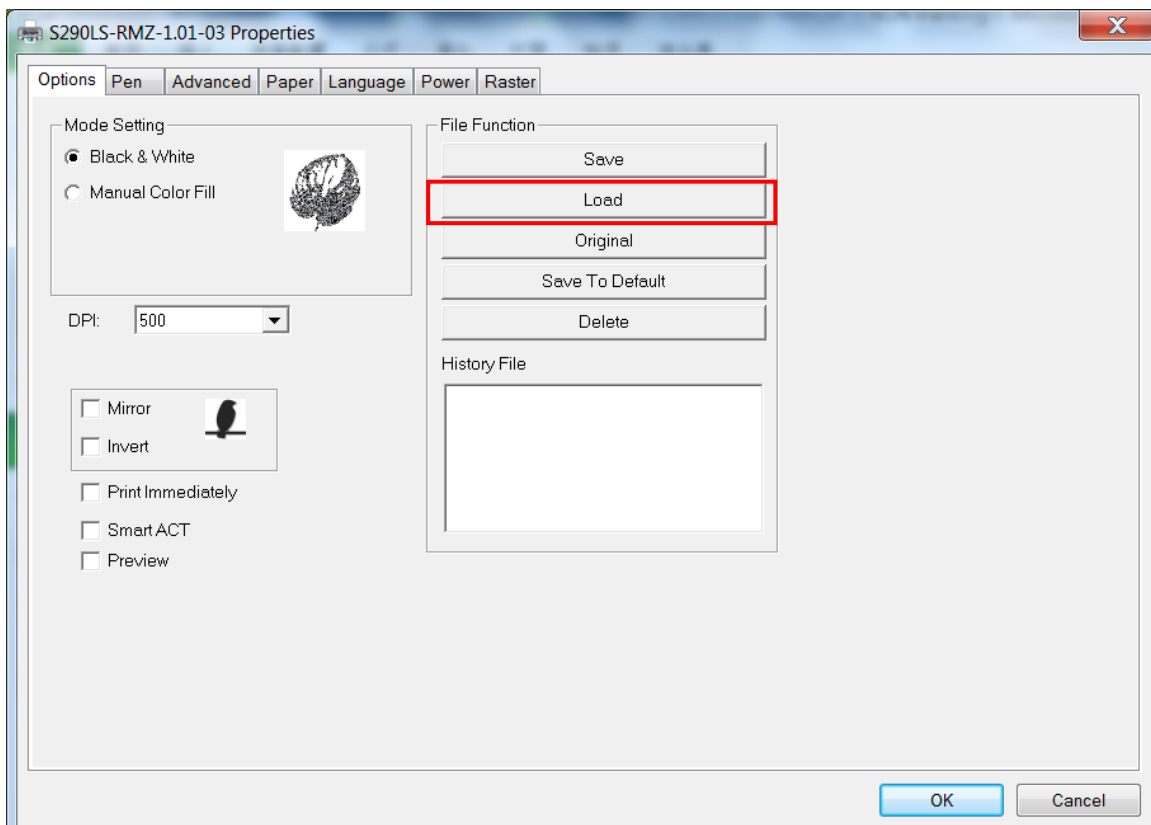 S290LS-RMZ-1.01-03 Properties
Options Pen Advanced Paper Language Power Raster
Mode Setting
Black & White
Manual Color Fill
DPI: 500
Mirror
Invert
Print Immediately
Smart ACT
Preview
File Function
Save
Load
Original
Save To Default
Delete
History File
OK Cancel